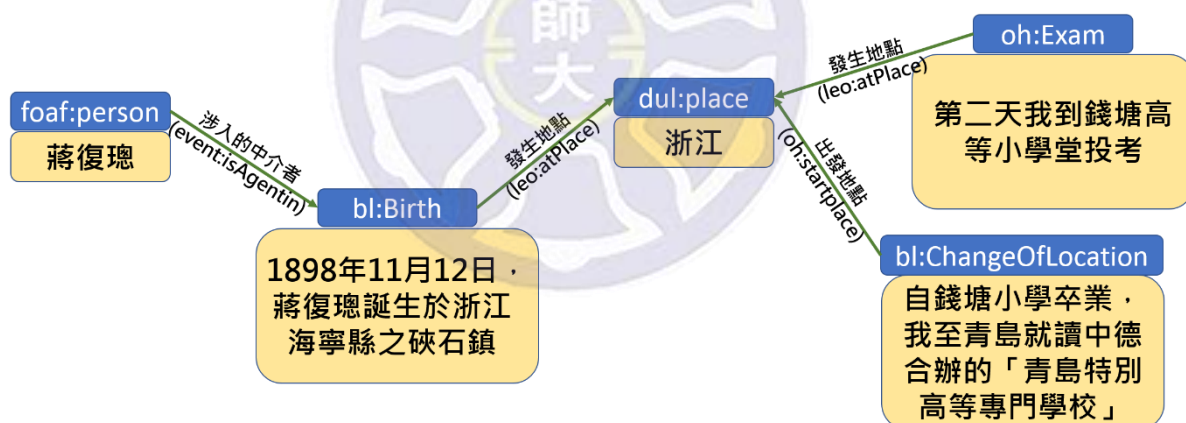 師
大
foaf:person
蔣復璁
涉入的中介者
(event:isAgentin)
bl:Birth
1898年11月12日，
蔣復璁誕生於浙江
海寧縣之硤石鎮
發生地點
(leo:atPlace)
dul:place
浙江
發生地點
(leo:atPlace)
oh:Exam
第二天我到錢塘高
等小學堂投考
出發地點
(oh:startplace)
bl:ChangeOfLocation
自錢塘小學卒業，
我至青島就讀中德
合辦的「青島特別
高等專門學校」